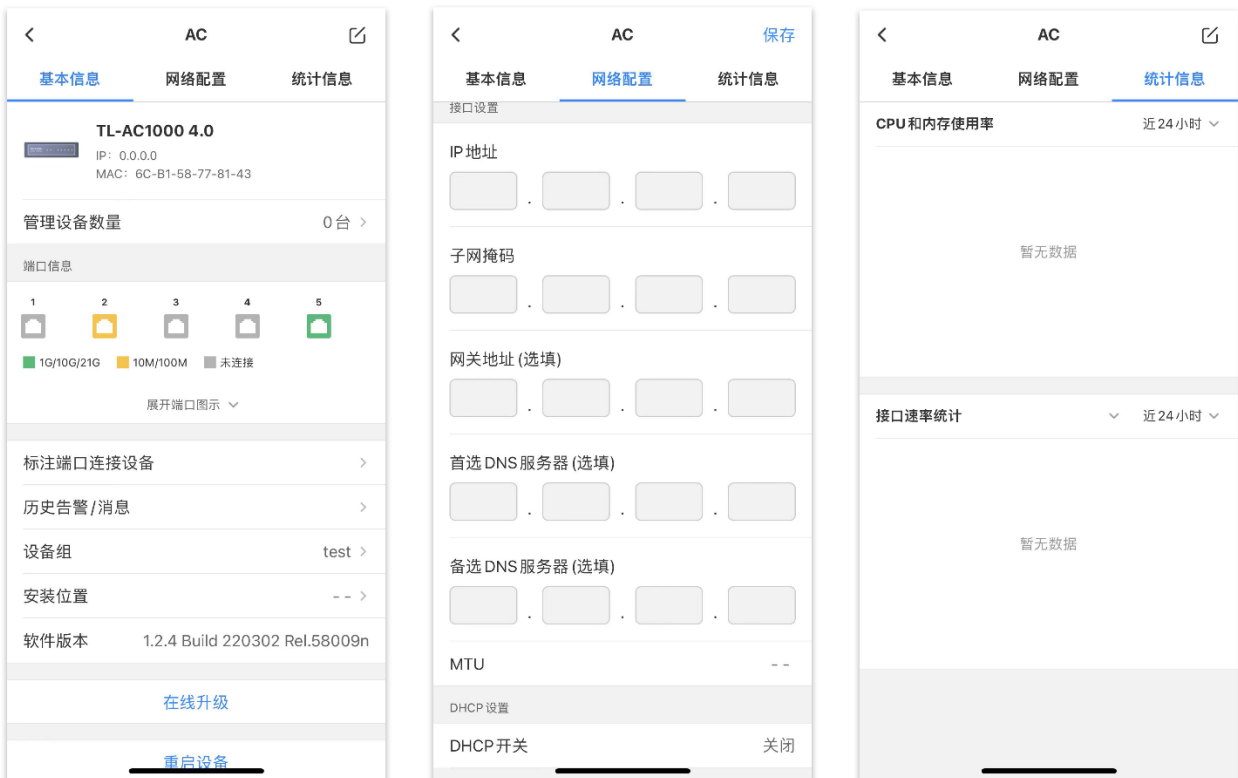 AC
基本信息 网络配置 统计信息
TL-AC1000 4.0
IP: 0.0.0.0
MAC: 6C-B1-58-77-81-43
管理设备数量 0台
端口信息
1 2 3 4 5
1G/10G/21G 10M/100M 未连接
展开端口图示
标注端口连接设备
历史告警/消息
设备组 test
安装位置 - -
软件版本 1.2.4 Build 220302 Rel.58009n
在线升级
重启设备
AC 保存
基本信息 网络配置 统计信息
接口设置
IP地址
. . .
子网掩码
. . .
网关地址(选填)
. . .
首选DNS服务器(选填)
. . .
备选DNS服务器(选填)
. . .
MTU - -
DHCP设置
DHCP开关 关闭
AC
基本信息 网络配置 统计信息
CPU和内存使用率 近24小时
暂无数据
接口速率统计 近24小时
暂无数据